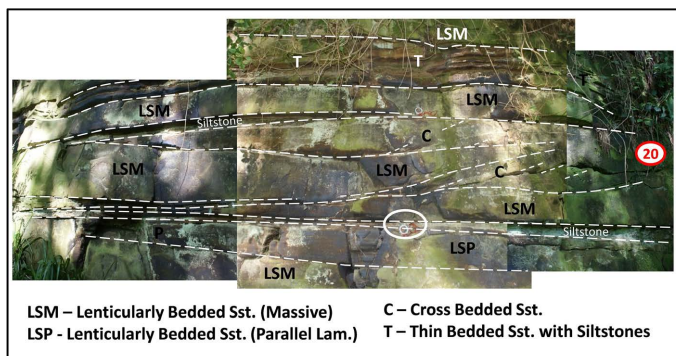 LSM
T T T
LSM LSM
Siltstone
C
20
LSM LSM
C
LSM
P LSP Siltstone
LSM
LSM – Lenticularly Bedded Sst. (Massive)
LSP - Lenticularly Bedded Sst. (Parallel Lam.)
C – Cross Bedded Sst.
T – Thin Bedded Sst. with Siltstones